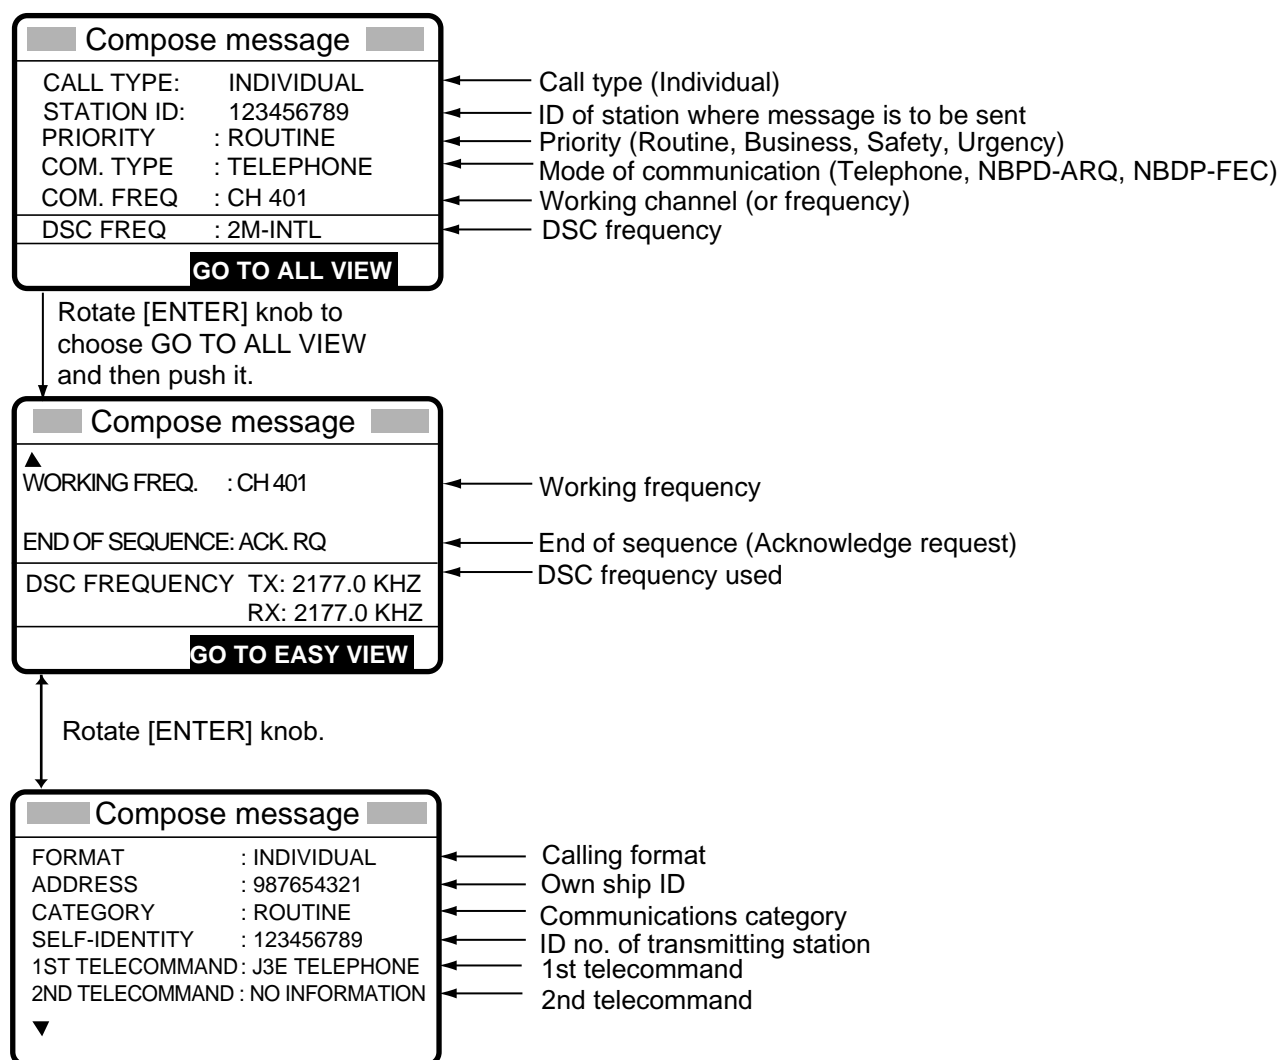 Compose message
CALL TYPE: INDIVIDUAL
STATION ID: 123456789
PRIORITY : ROUTINE
COM. TYPE : TELEPHONE
COM. FREQ : CH 401
DSC FREQ : 2M-INTL
GO TO ALL VIEW
Call type (Individual)
ID of station where message is to be sent
Priority (Routine, Business, Safety, Urgency)
Mode of communication (Telephone, NBPD-ARQ, NBDP-FEC)
Working channel (or frequency)
DSC frequency
Rotate [ENTER] knob to
choose GO TO ALL VIEW
and then push it.
Compose message
▲
WORKING FREQ. : CH 401
END OF SEQUENCE: ACK. RQ
DSC FREQUENCY TX: 2177.0 KHZ
RX: 2177.0 KHZ
GO TO EASY VIEW
Working frequency
End of sequence (Acknowledge request)
DSC frequency used
Rotate [ENTER] knob.
Compose message
FORMAT : INDIVIDUAL
ADDRESS : 987654321
CATEGORY : ROUTINE
SELF-IDENTITY : 123456789
1ST TELECOMMAND : J3E TELEPHONE
2ND TELECOMMAND : NO INFORMATION
▼
Calling format
Own ship ID
Communications category
ID no. of transmitting station
1st telecommand
2nd telecommand